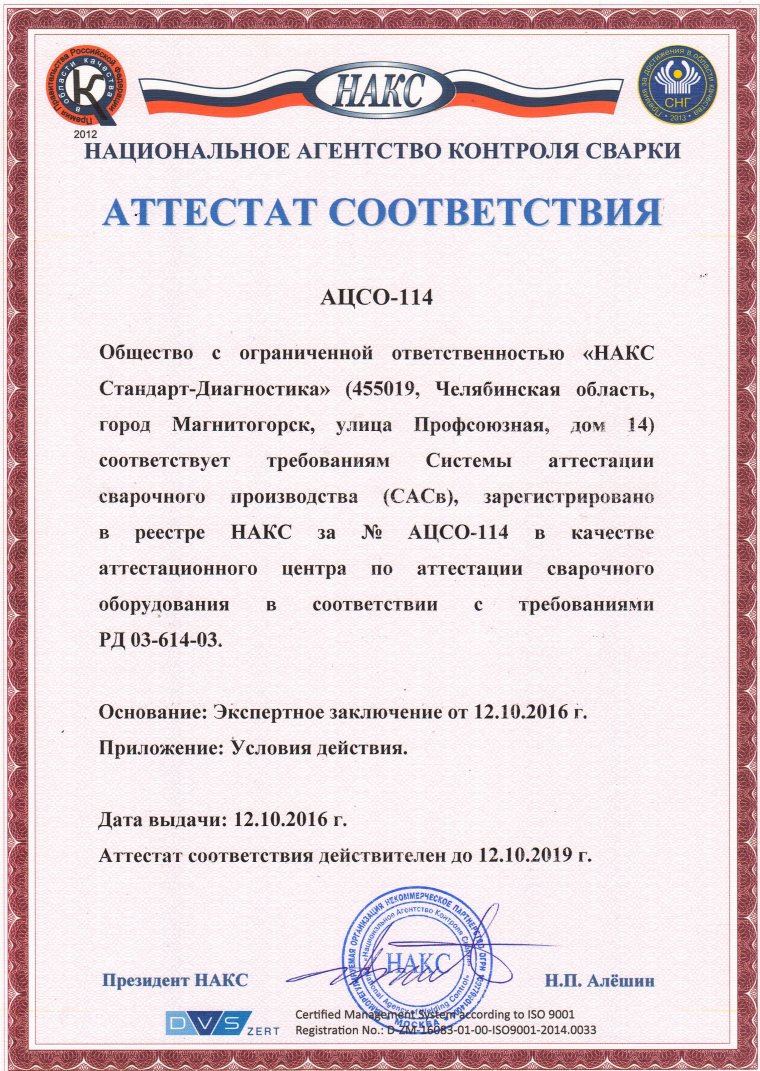 Премия Правительства Российской Федерации
в области качества
2012
НАКС
Премия за достижения в области качества
СНГ
• 2013 •
НАЦИОНАЛЬНОЕ АГЕНТСТВО КОНТРОЛЯ СВАРКИ
АТТЕСТАТ СООТВЕТСТВИЯ
АЦСО-114
Общество с ограниченной ответственностью «НАКС
Стандарт-Диагностика» (455019, Челябинская область,
город Магнитогорск, улица Профсоюзная, дом 14)
соответствует требованиям Системы аттестации
сварочного производства (САСв), зарегистрировано
в реестре НАКС за № АЦСО-114 в качестве
аттестационного центра по аттестации сварочного
оборудования в соответствии с требованиями
РД 03-614-03.
Основание: Экспертное заключение от 12.10.2016 г.
Приложение: Условия действия.
Дата выдачи: 12.10.2016 г.
Аттестат соответствия действителен до 12.10.2019 г.
САМОРЕГУЛИРУЕМАЯ ОРГАНИЗАЦИЯ НЕКОММЕРЧЕСКОЕ ПАРТНЕРСТВО
Национальное Агентство Контроля Сварки
НАКС
National Agency of Welding Control
МОСКВА
Президент НАКС
Н.П. Алёшин
DVS ZERT
Certified Management System according to ISO 9001
Registration No.: D-ZM-16083-01-00-ISO9001-2014.0033